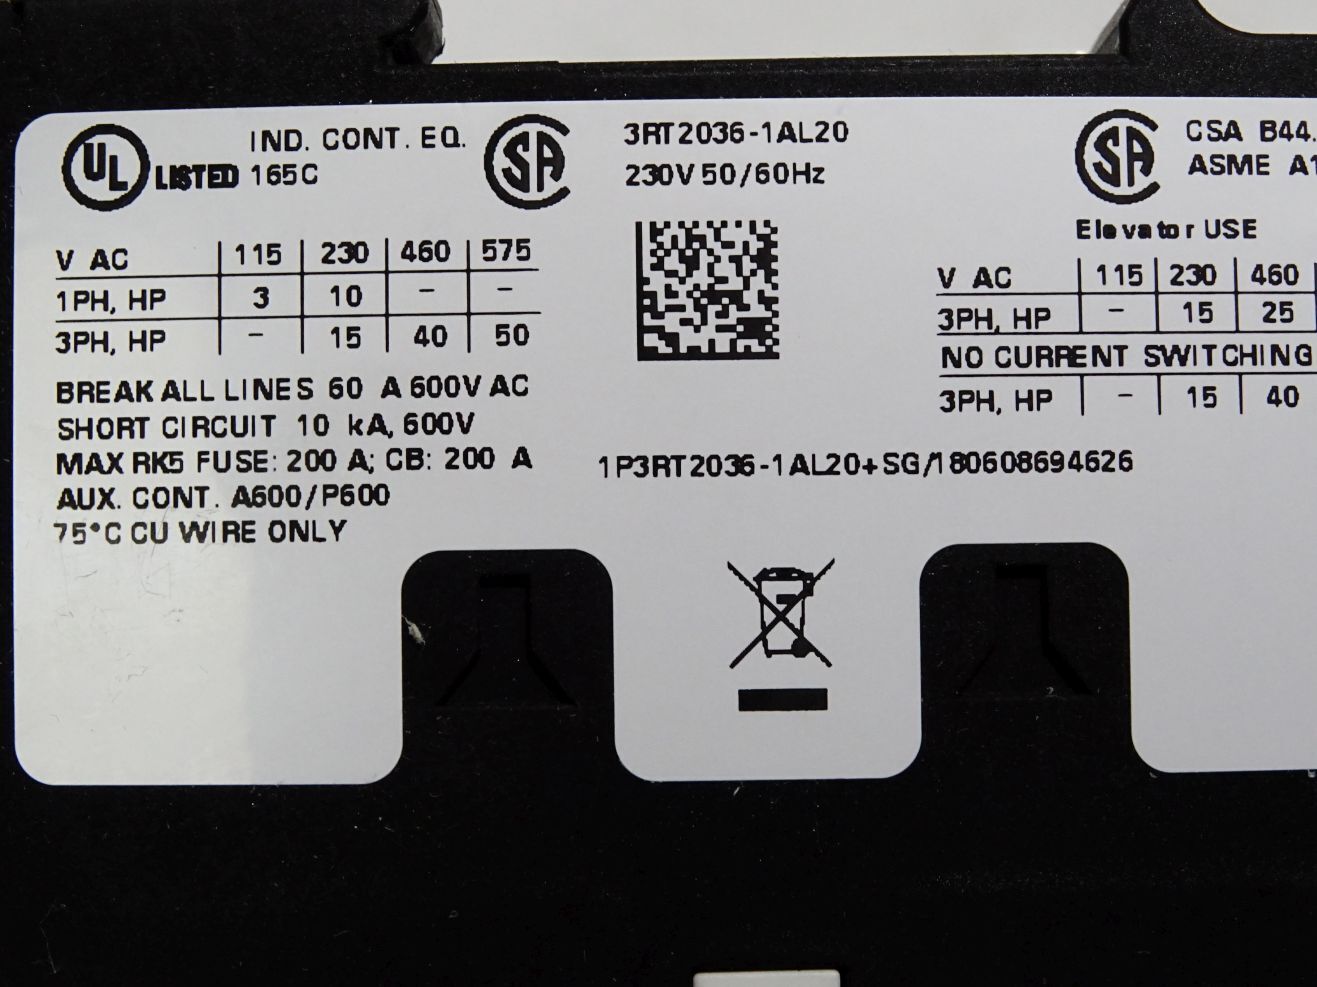 UL LISTED IND. CONT. EQ.
165C
SA
3RT2036-1AL20
230V 50/60Hz
SA
CSA B44.
ASME A1
V AC 115 230 460 575
1PH, HP 3 10 - -
3PH, HP - 15 40 50
BREAK ALL LINES 60 A 600V AC
SHORT CIRCUIT 10 kA, 600V
MAX RK5 FUSE: 200 A; CB: 200 A
AUX. CONT. A600/P600
75°C CU WIRE ONLY
1P3RT2036-1AL20+SG/180608694626
Elevator USE
V AC 115 230 460
3PH, HP - 15 25
NO CURRENT SWITCHING
3PH, HP - 15 40